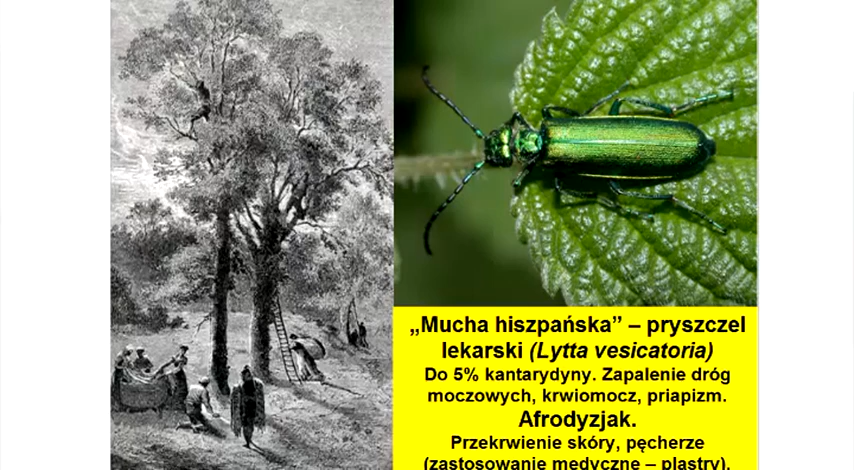 „Mucha hiszpańska” – pryszczel
lekarski (Lytta vesicatoria)
Do 5% kantarydyny. Zapalenie dróg
moczowych, krwiomocz, priapizm.
Afrodyzjak.
Przekrwienie skóry, pęcherze
(zastosowanie medyczne – plastry).